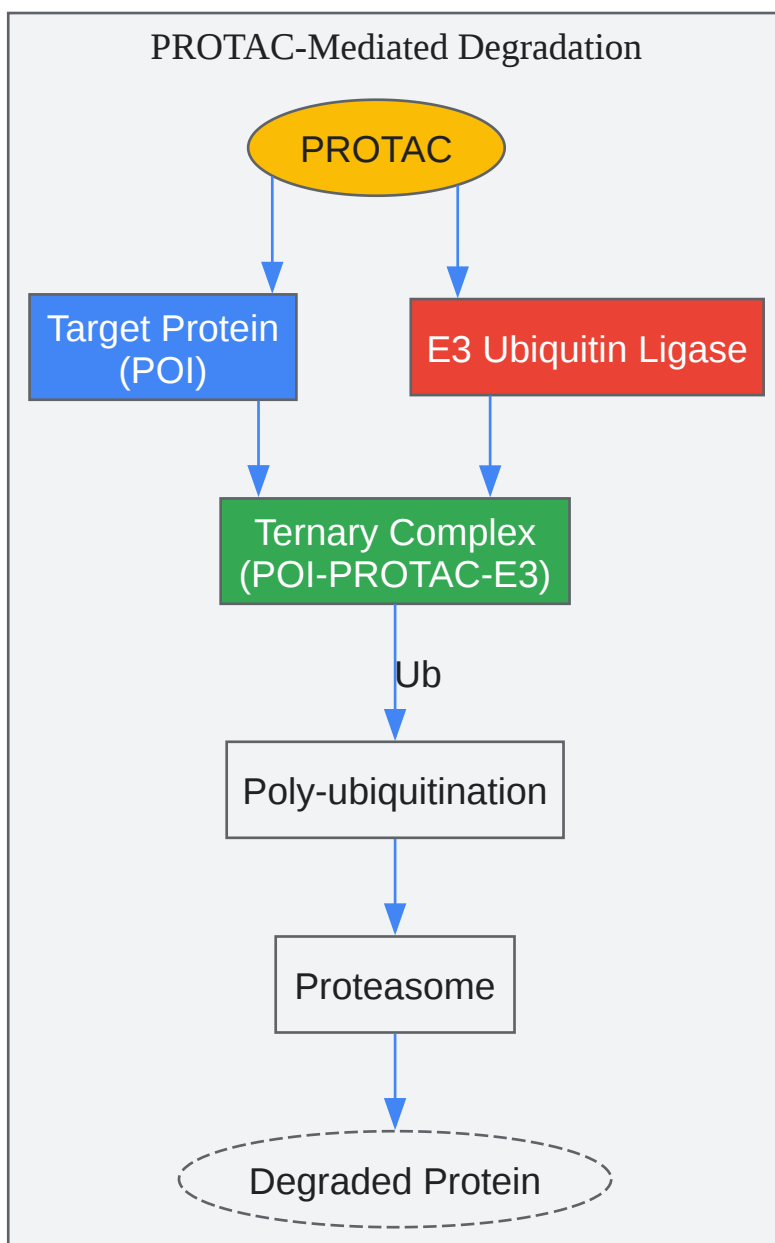 PROTAC-Mediated Degradation
PROTAC
Target Protein
(POI)
E3 Ubiquitin Ligase
Ternary Complex
(POI-PROTAC-E3)
Ub
Poly-ubiquitination
Proteasome
Degraded Protein